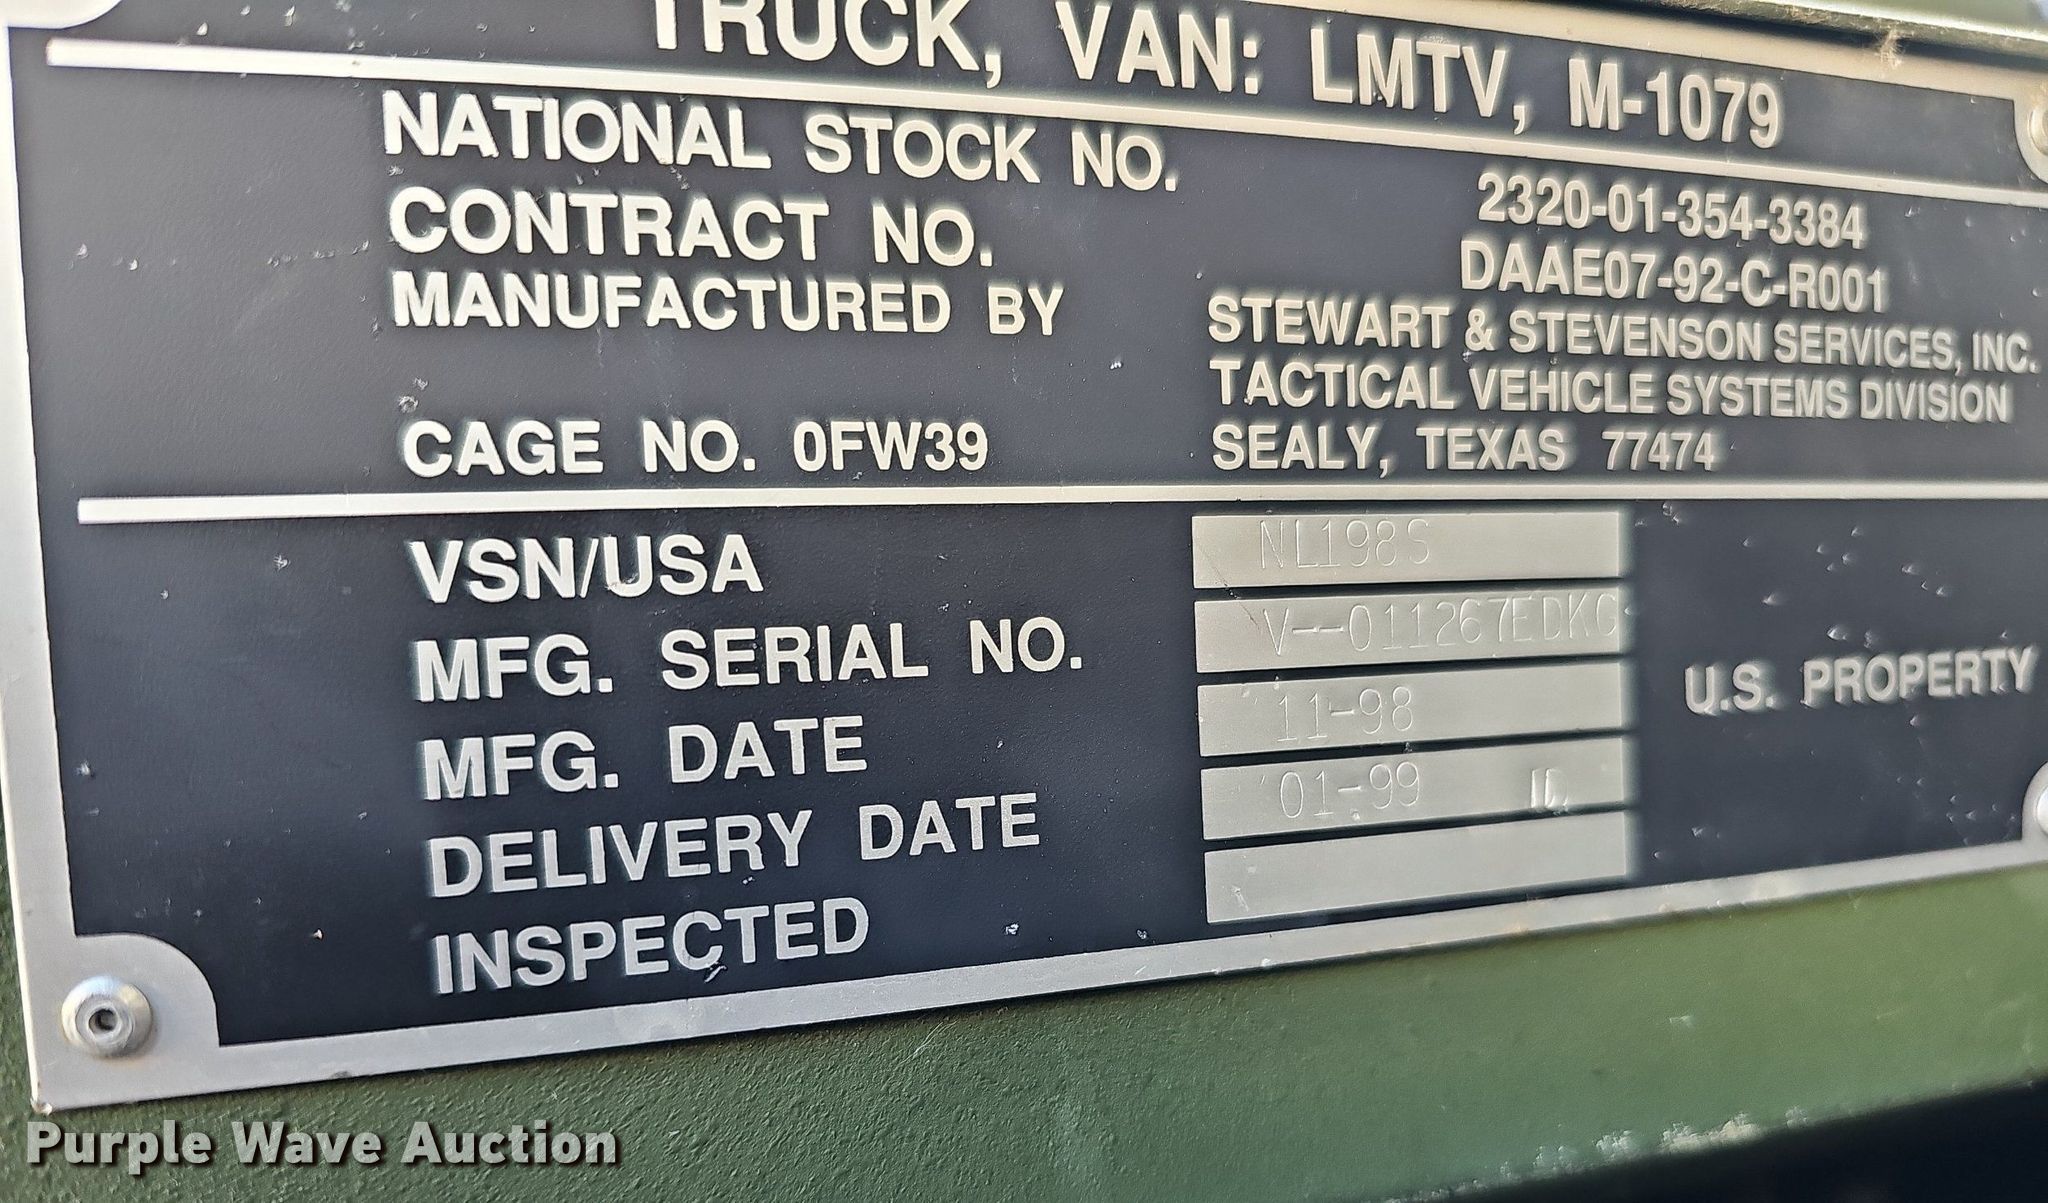 TRUCK, VAN: LMTV, M-1079
NATIONAL STOCK NO. 2320-01-354-3384
CONTRACT NO. DAAE07-92-C-R001
MANUFACTURED BY STEWART & STEVENSON SERVICES, INC.
TACTICAL VEHICLE SYSTEMS DIVISION
CAGE NO. 0FW39 SEALY, TEXAS 77474
VSN/USA NL198S
MFG. SERIAL NO. V--011267EDKC
MFG. DATE 11-98
DELIVERY DATE 01-99
INSPECTED
U.S. PROPERTY
Purple Wave Auction